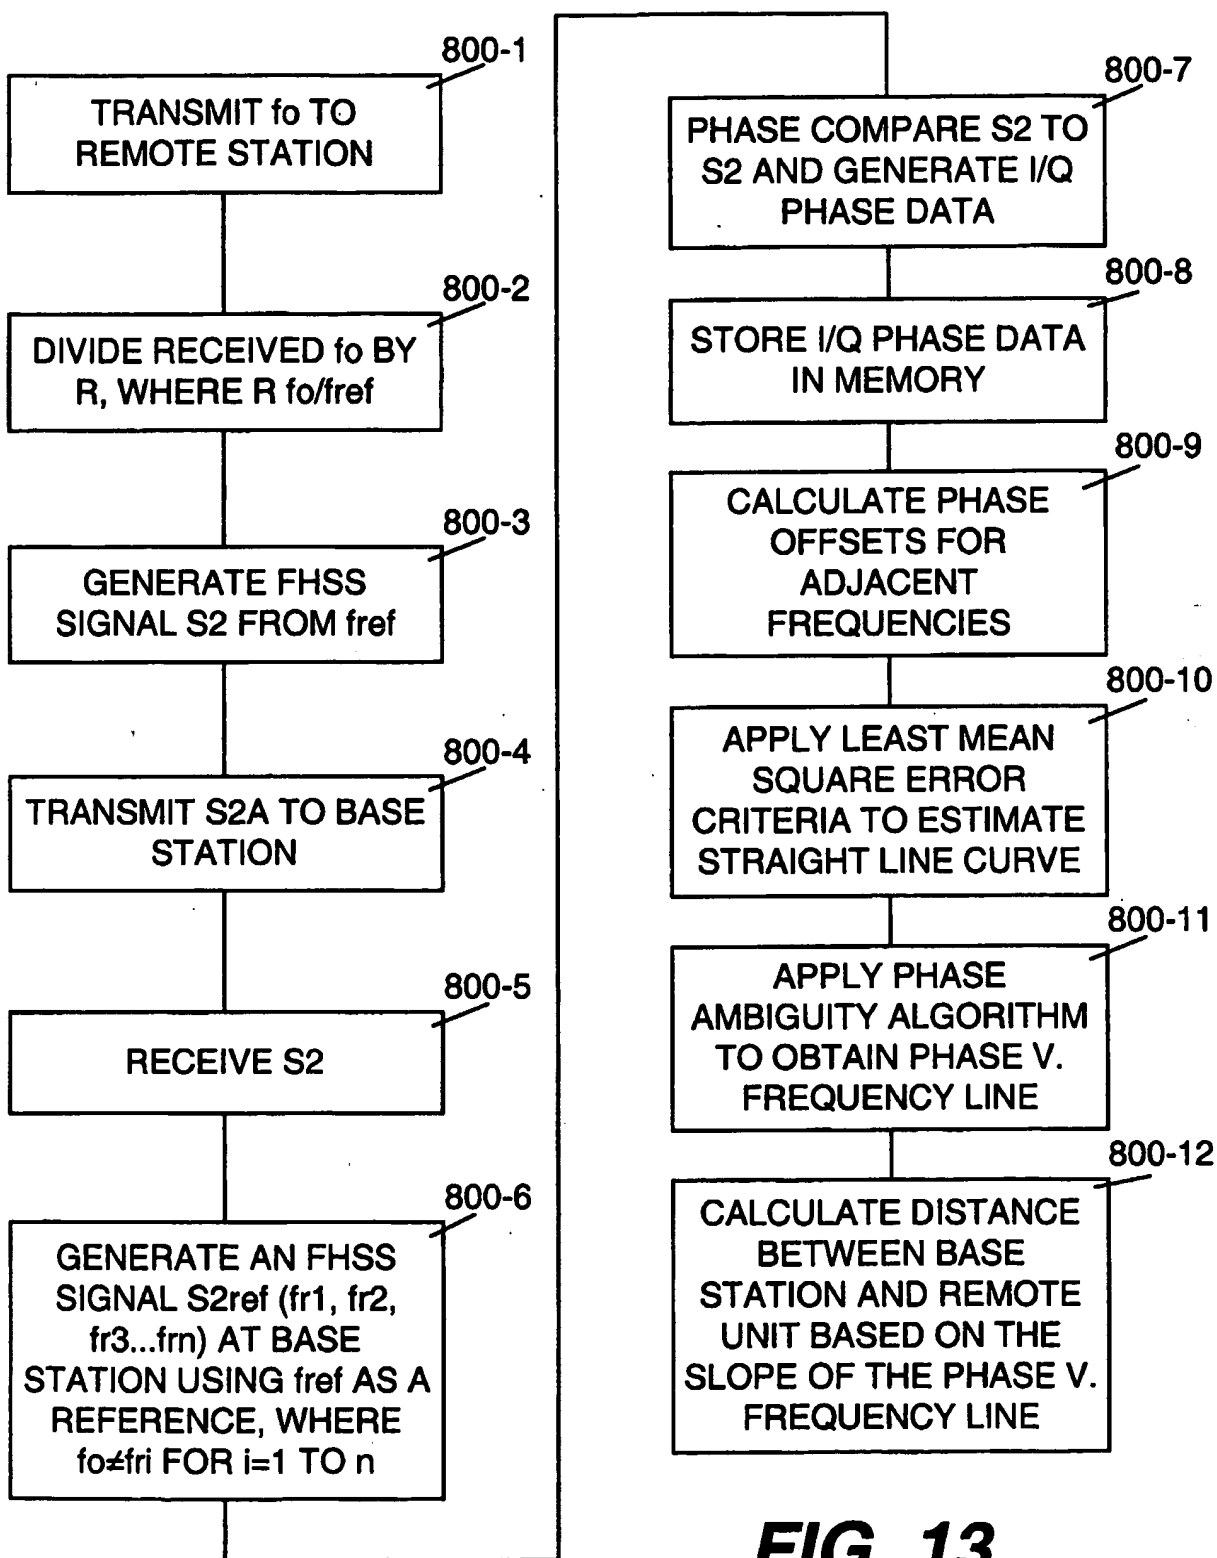 800-1
TRANSMIT fo TO
REMOTE STATION
800-2
DIVIDE RECEIVED fo BY
R, WHERE R fo/fref
800-3
GENERATE FHSS
SIGNAL S2 FROM fref
800-4
TRANSMIT S2A TO BASE
STATION
800-5
RECEIVE S2
800-6
GENERATE AN FHSS
SIGNAL S2ref (fr1, fr2,
fr3...frn) AT BASE
STATION USING fref AS A
REFERENCE, WHERE
fo≠fri FOR i=1 TO n
800-7
PHASE COMPARE S2 TO
S2 AND GENERATE I/Q
PHASE DATA
800-8
STORE I/Q PHASE DATA
IN MEMORY
800-9
CALCULATE PHASE
OFFSETS FOR
ADJACENT
FREQUENCIES
800-10
APPLY LEAST MEAN
SQUARE ERROR
CRITERIA TO ESTIMATE
STRAIGHT LINE CURVE
800-11
APPLY PHASE
AMBIGUITY ALGORITHM
TO OBTAIN PHASE V.
FREQUENCY LINE
800-12
CALCULATE DISTANCE
BETWEEN BASE
STATION AND REMOTE
UNIT BASED ON THE
SLOPE OF THE PHASE V.
FREQUENCY LINE
FIG. 13